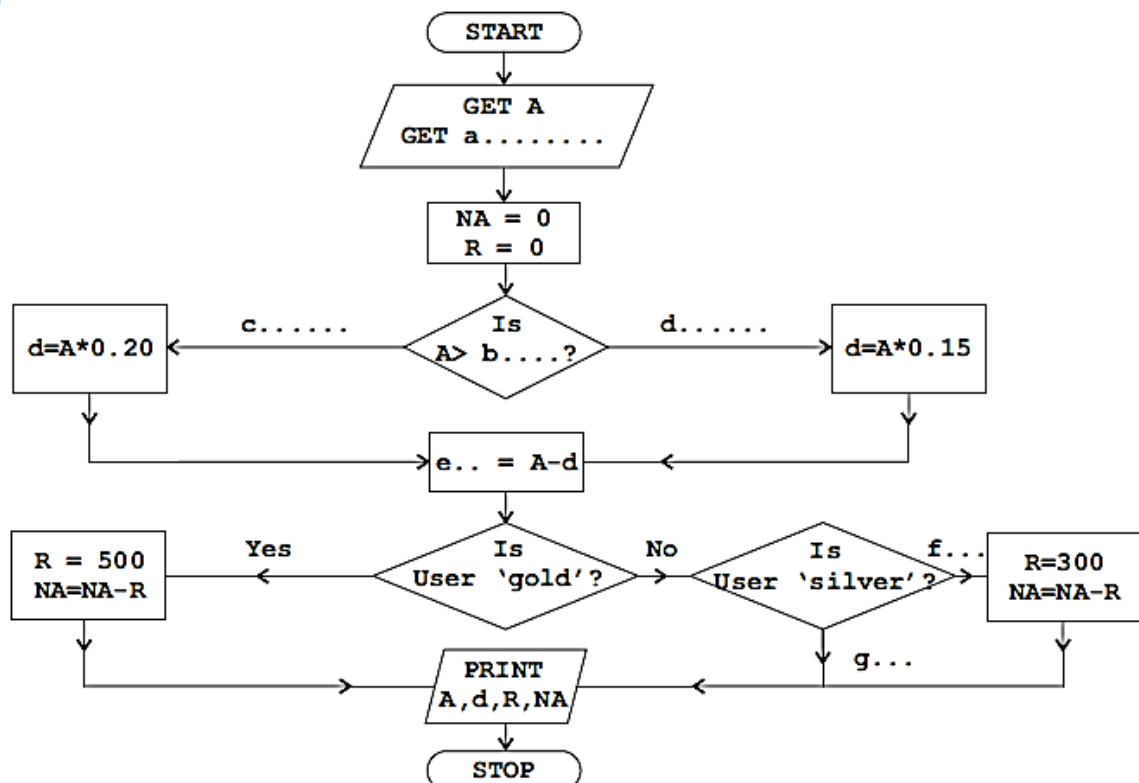 START
GET A
GET a........
NA = 0
R = 0
c......
Is
A> b....?
d......
d=A*0.20
d=A*0.15
e.. = A-d
R = 500
NA=NA-R
Yes
Is
User ‘gold’?
No
Is
User ‘silver’?
f...
R=300
NA=NA-R
g...
PRINT
A,d,R,NA
STOP